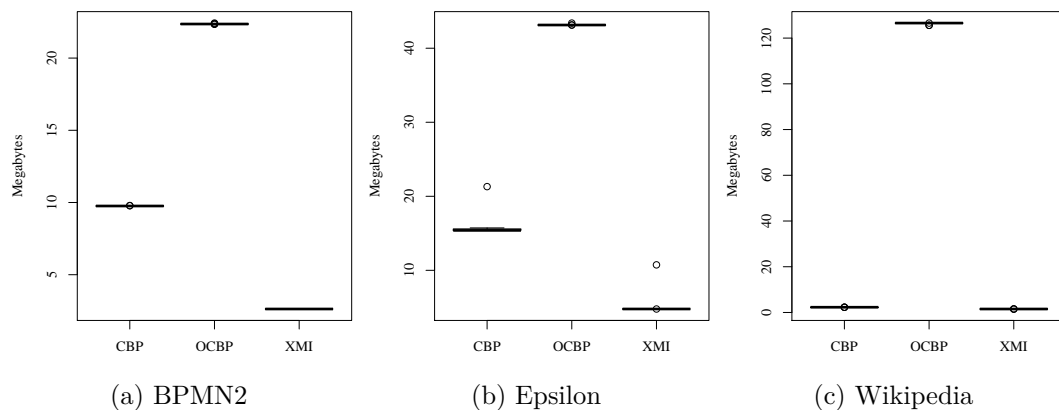 Megabytes
20
10
5
CBP OCBP XMI
(a) BPMN2
Megabytes
40
30
20
10
CBP OCBP XMI
(b) Epsilon
Megabytes
120
100
80
60
40
20
0
CBP OCBP XMI
(c) Wikipedia